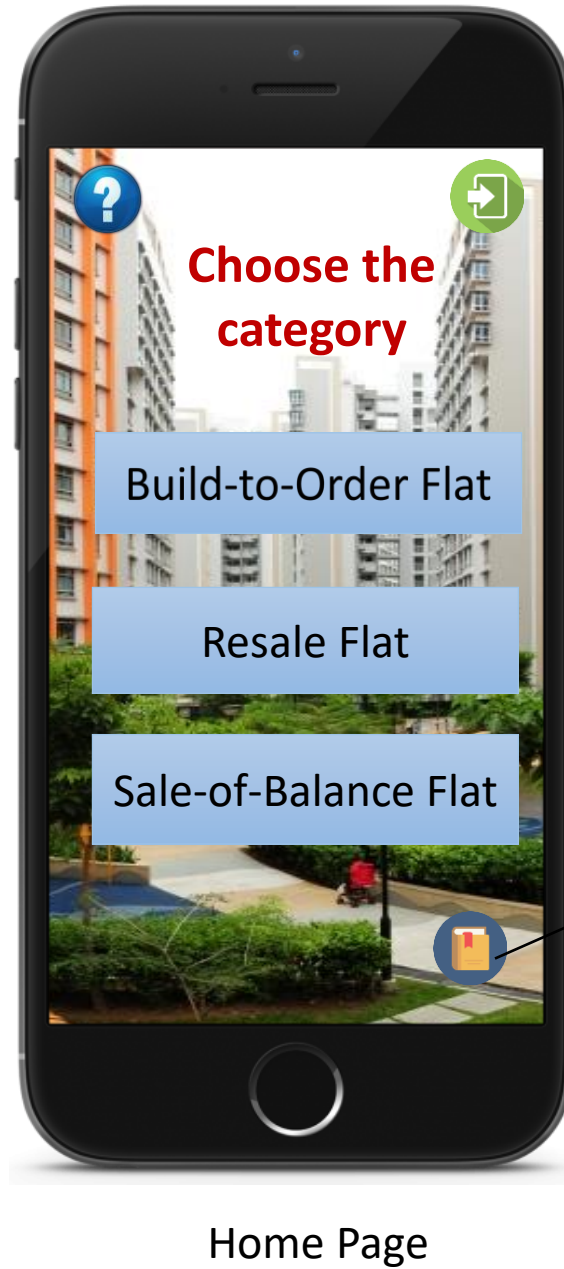 ?
Choose the
category
Build-to-Order Flat
Resale Flat
Sale-of-Balance Flat
Home Page